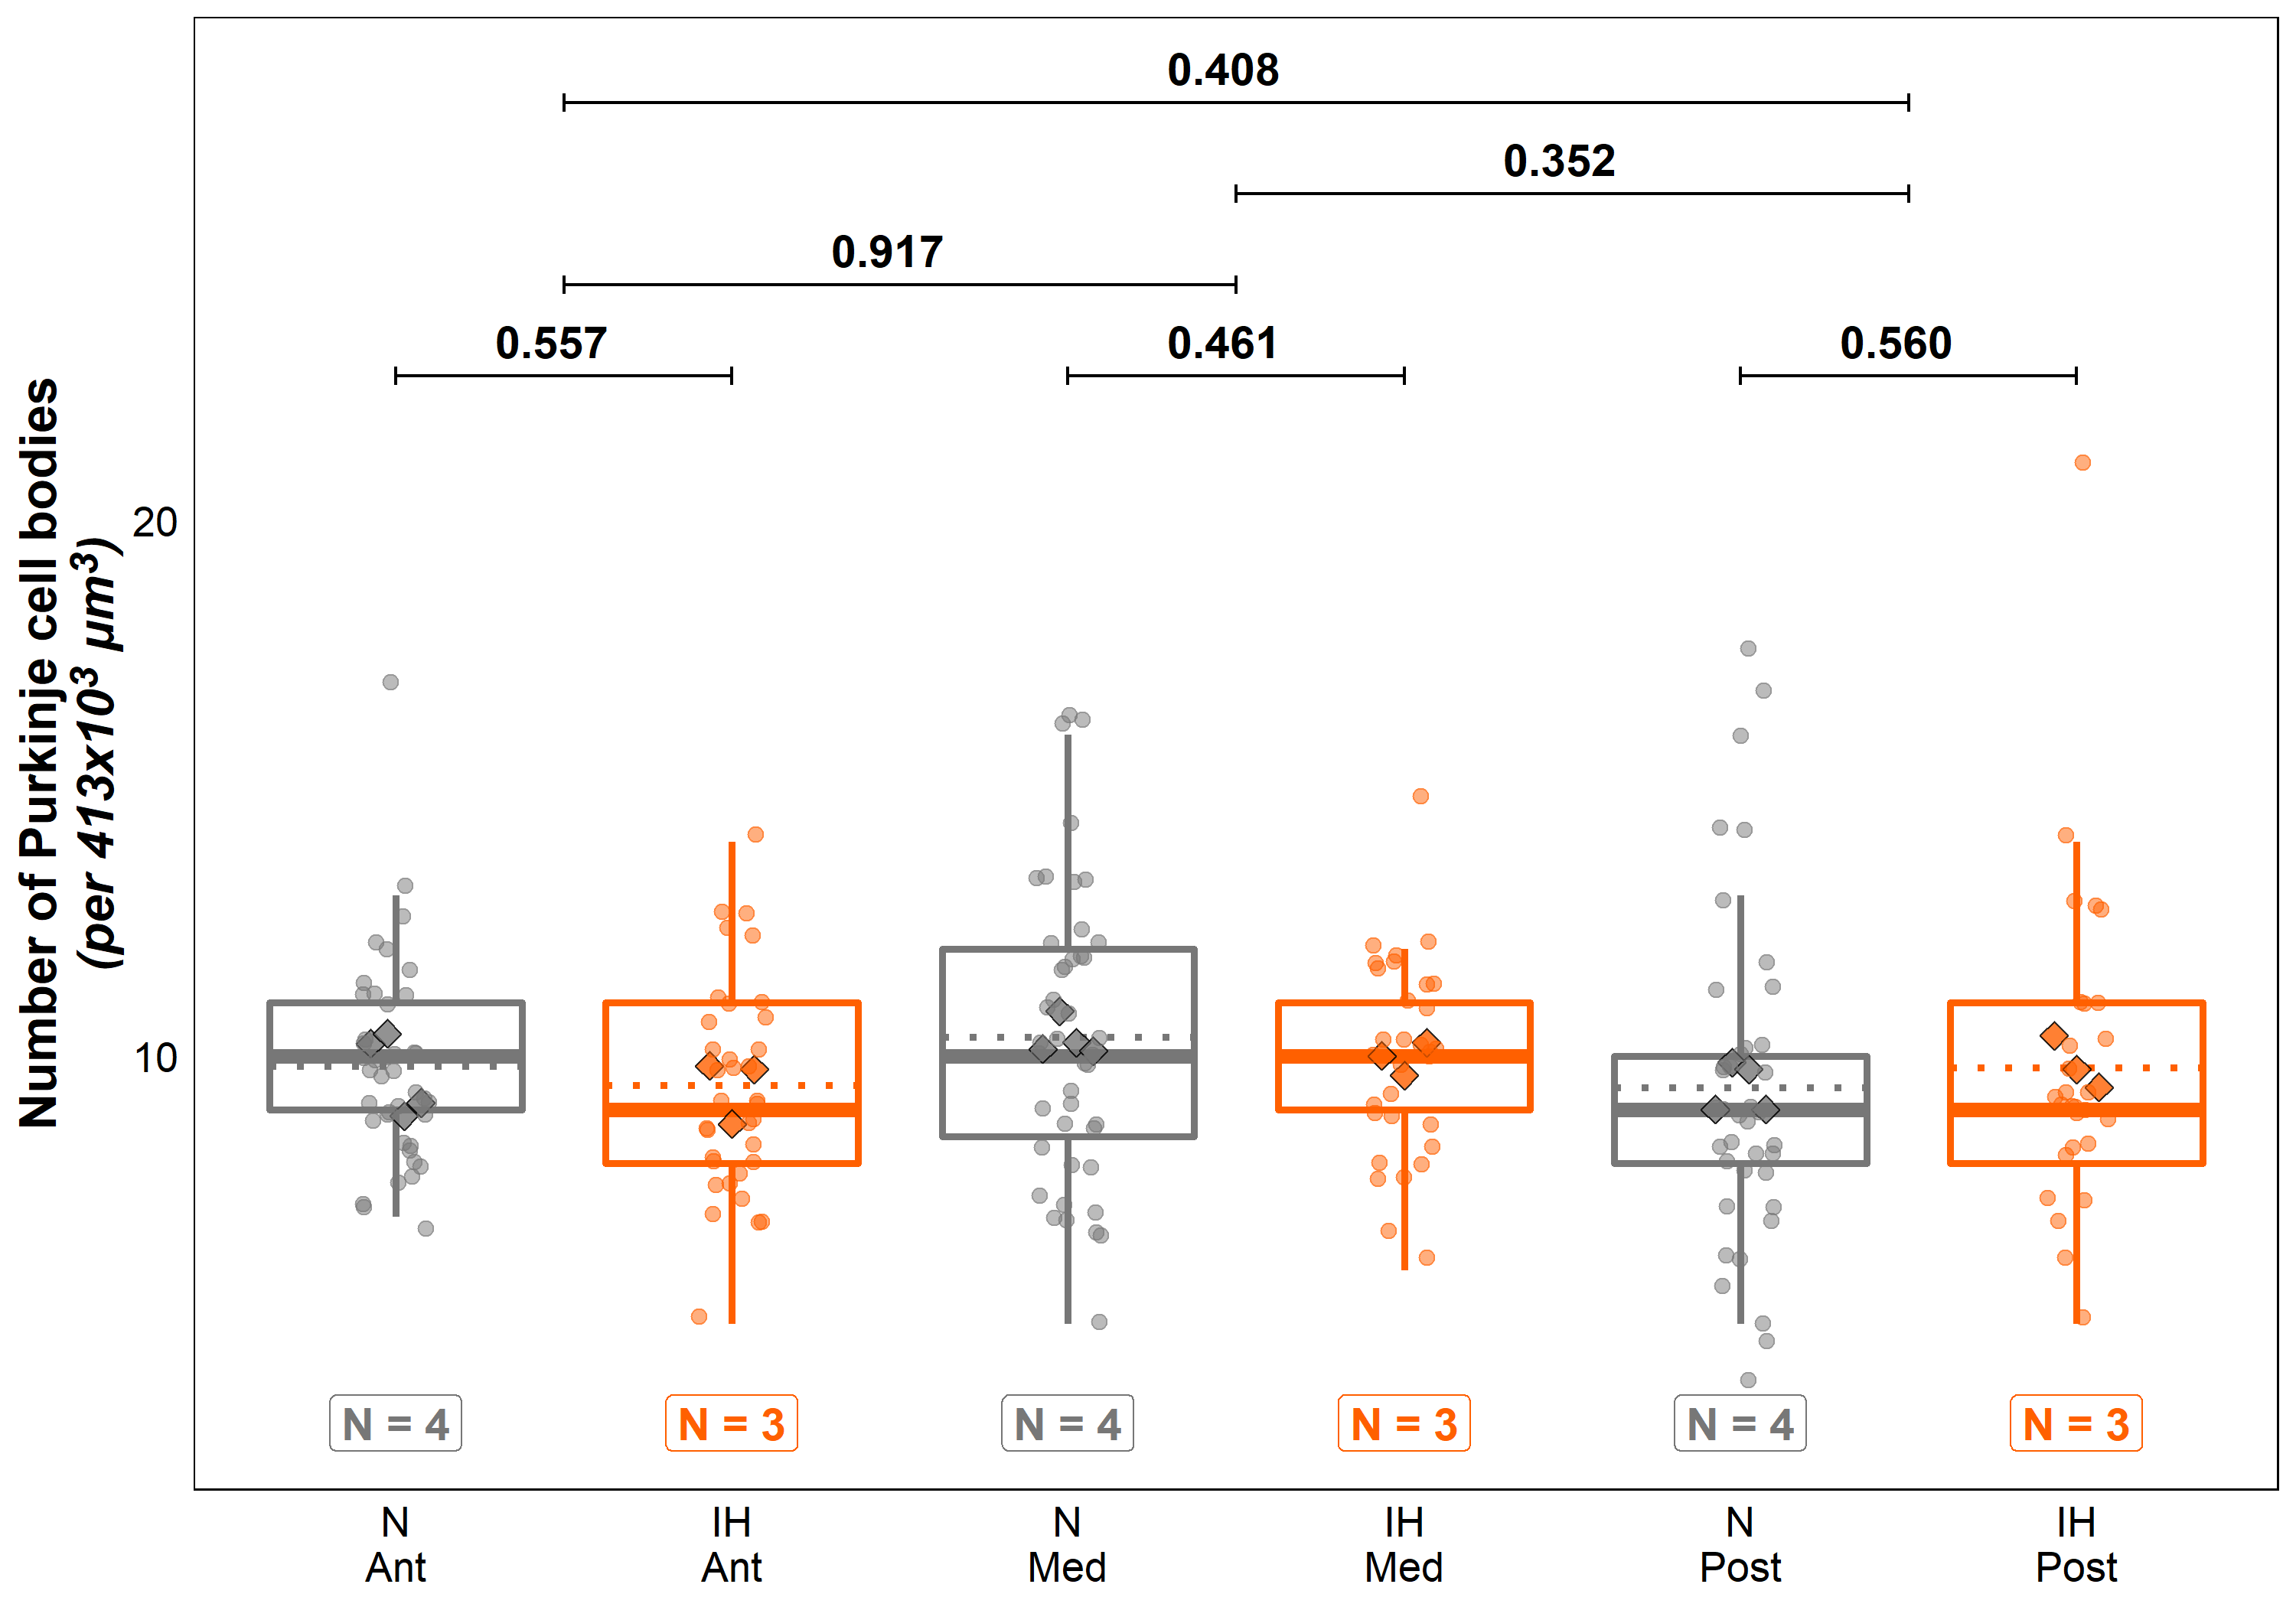 0.408
0.352
0.917
0.557
0.461
0.560
Number of Purkinje cell bodies
(per 413x10³ µm³)
20
10
N = 4
N = 3
N = 4
N = 3
N = 4
N = 3
N
Ant
IH
Ant
N
Med
IH
Med
N
Post
IH
Post